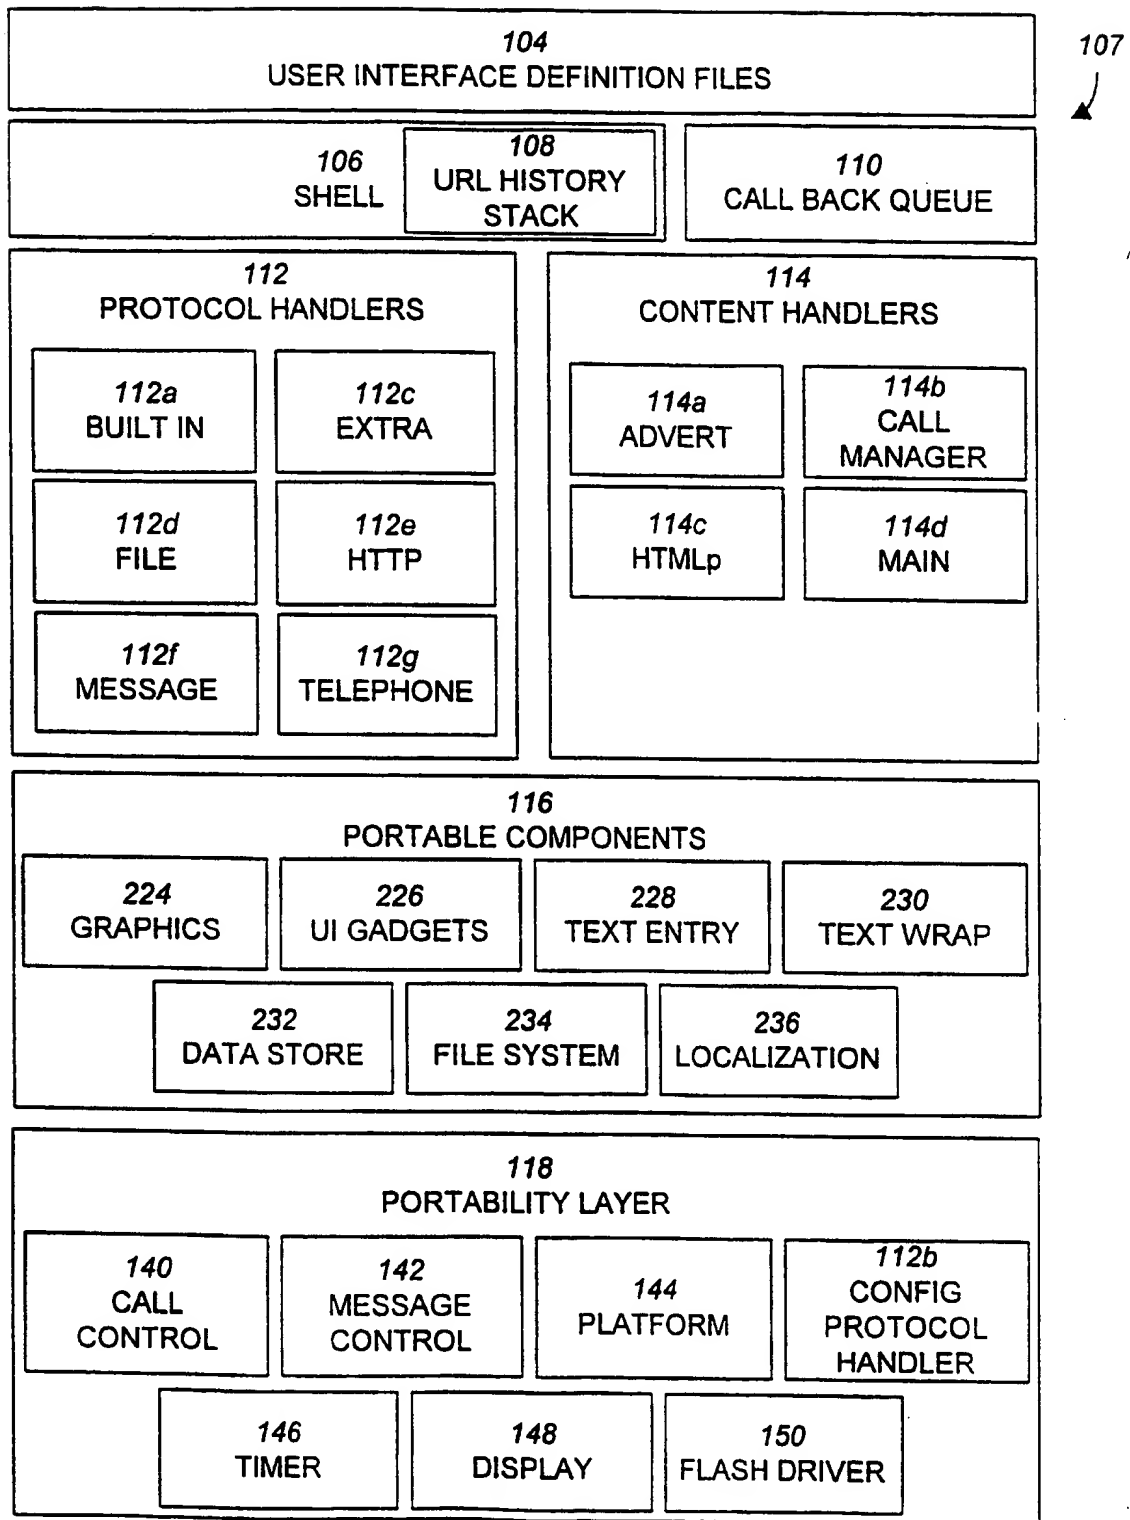 104
USER INTERFACE DEFINITION FILES
107
106
SHELL
108
URL HISTORY
STACK
110
CALL BACK QUEUE
112
PROTOCOL HANDLERS
112a
BUILT IN
112c
EXTRA
112d
FILE
112e
HTTP
112f
MESSAGE
112g
TELEPHONE
114
CONTENT HANDLERS
114a
ADVERT
114b
CALL
MANAGER
114c
HTMLp
114d
MAIN
116
PORTABLE COMPONENTS
224
GRAPHICS
226
UI GADGETS
228
TEXT ENTRY
230
TEXT WRAP
232
DATA STORE
234
FILE SYSTEM
236
LOCALIZATION
118
PORTABILITY LAYER
140
CALL
CONTROL
142
MESSAGE
CONTROL
144
PLATFORM
112b
CONFIG
PROTOCOL
HANDLER
146
TIMER
148
DISPLAY
150
FLASH DRIVER